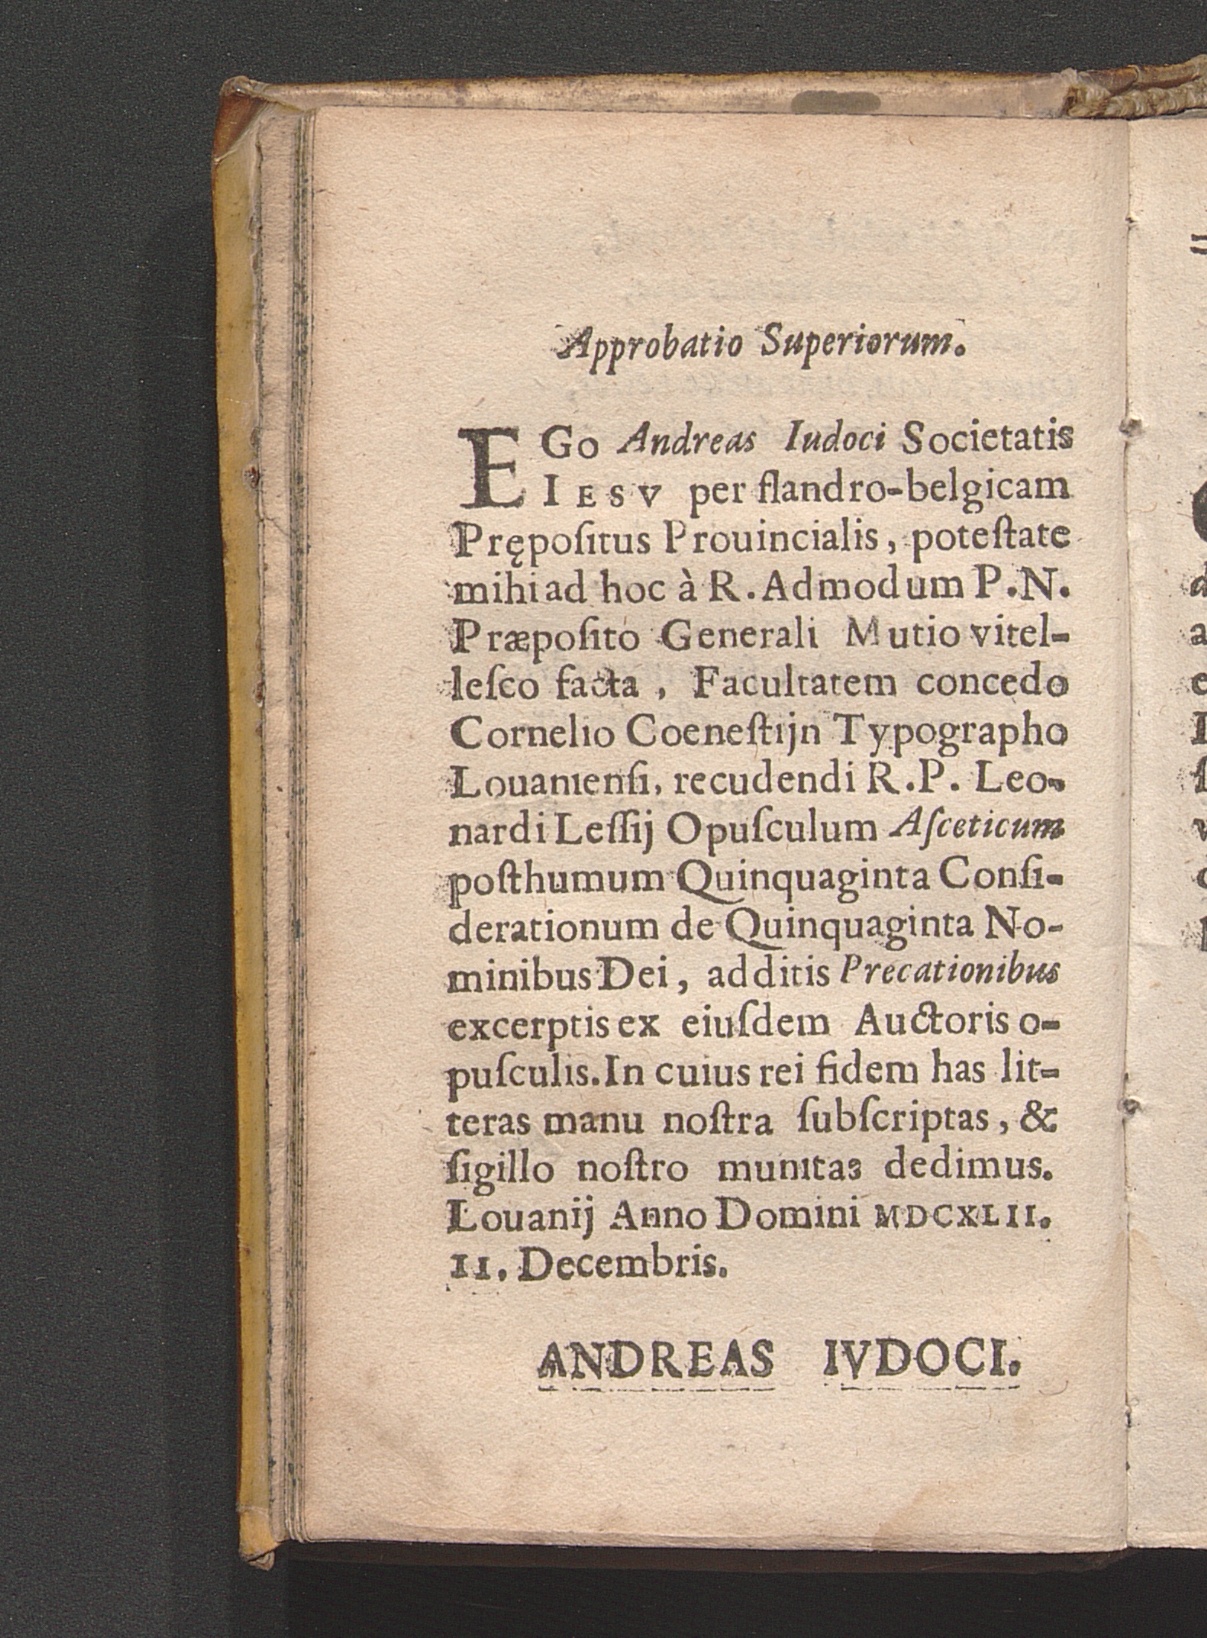 Approbatio Superiorum.
EGo Andreas Iudoci Societatis
IESV per flandro-belgicam
Prępoſitus Prouincialis, poteſtate
mihi ad hoc à R. Admodum P. N.
Præpoſito Generali Mutio vitel-
leſco facta, Facultatem concedo
Cornelio Coeneſtijn Typographo
Louanienſi, recudendi R. P. Leo-
nardi Leſſij Opuſculum Aſceticum
poſthumum Quinquaginta Conſi-
derationum de Quinquaginta No-
minibus Dei, additis Precationibus
excerptis ex eiuſdem Auctoris o-
puſculis. In cuius rei fidem has lit-
teras manu noſtra ſubſcriptas, &
ſigillo noſtro munitas dedimus.
Louanij Anno Domini MDCXLII.
II. Decembris.
ANDREAS IVDOCI.